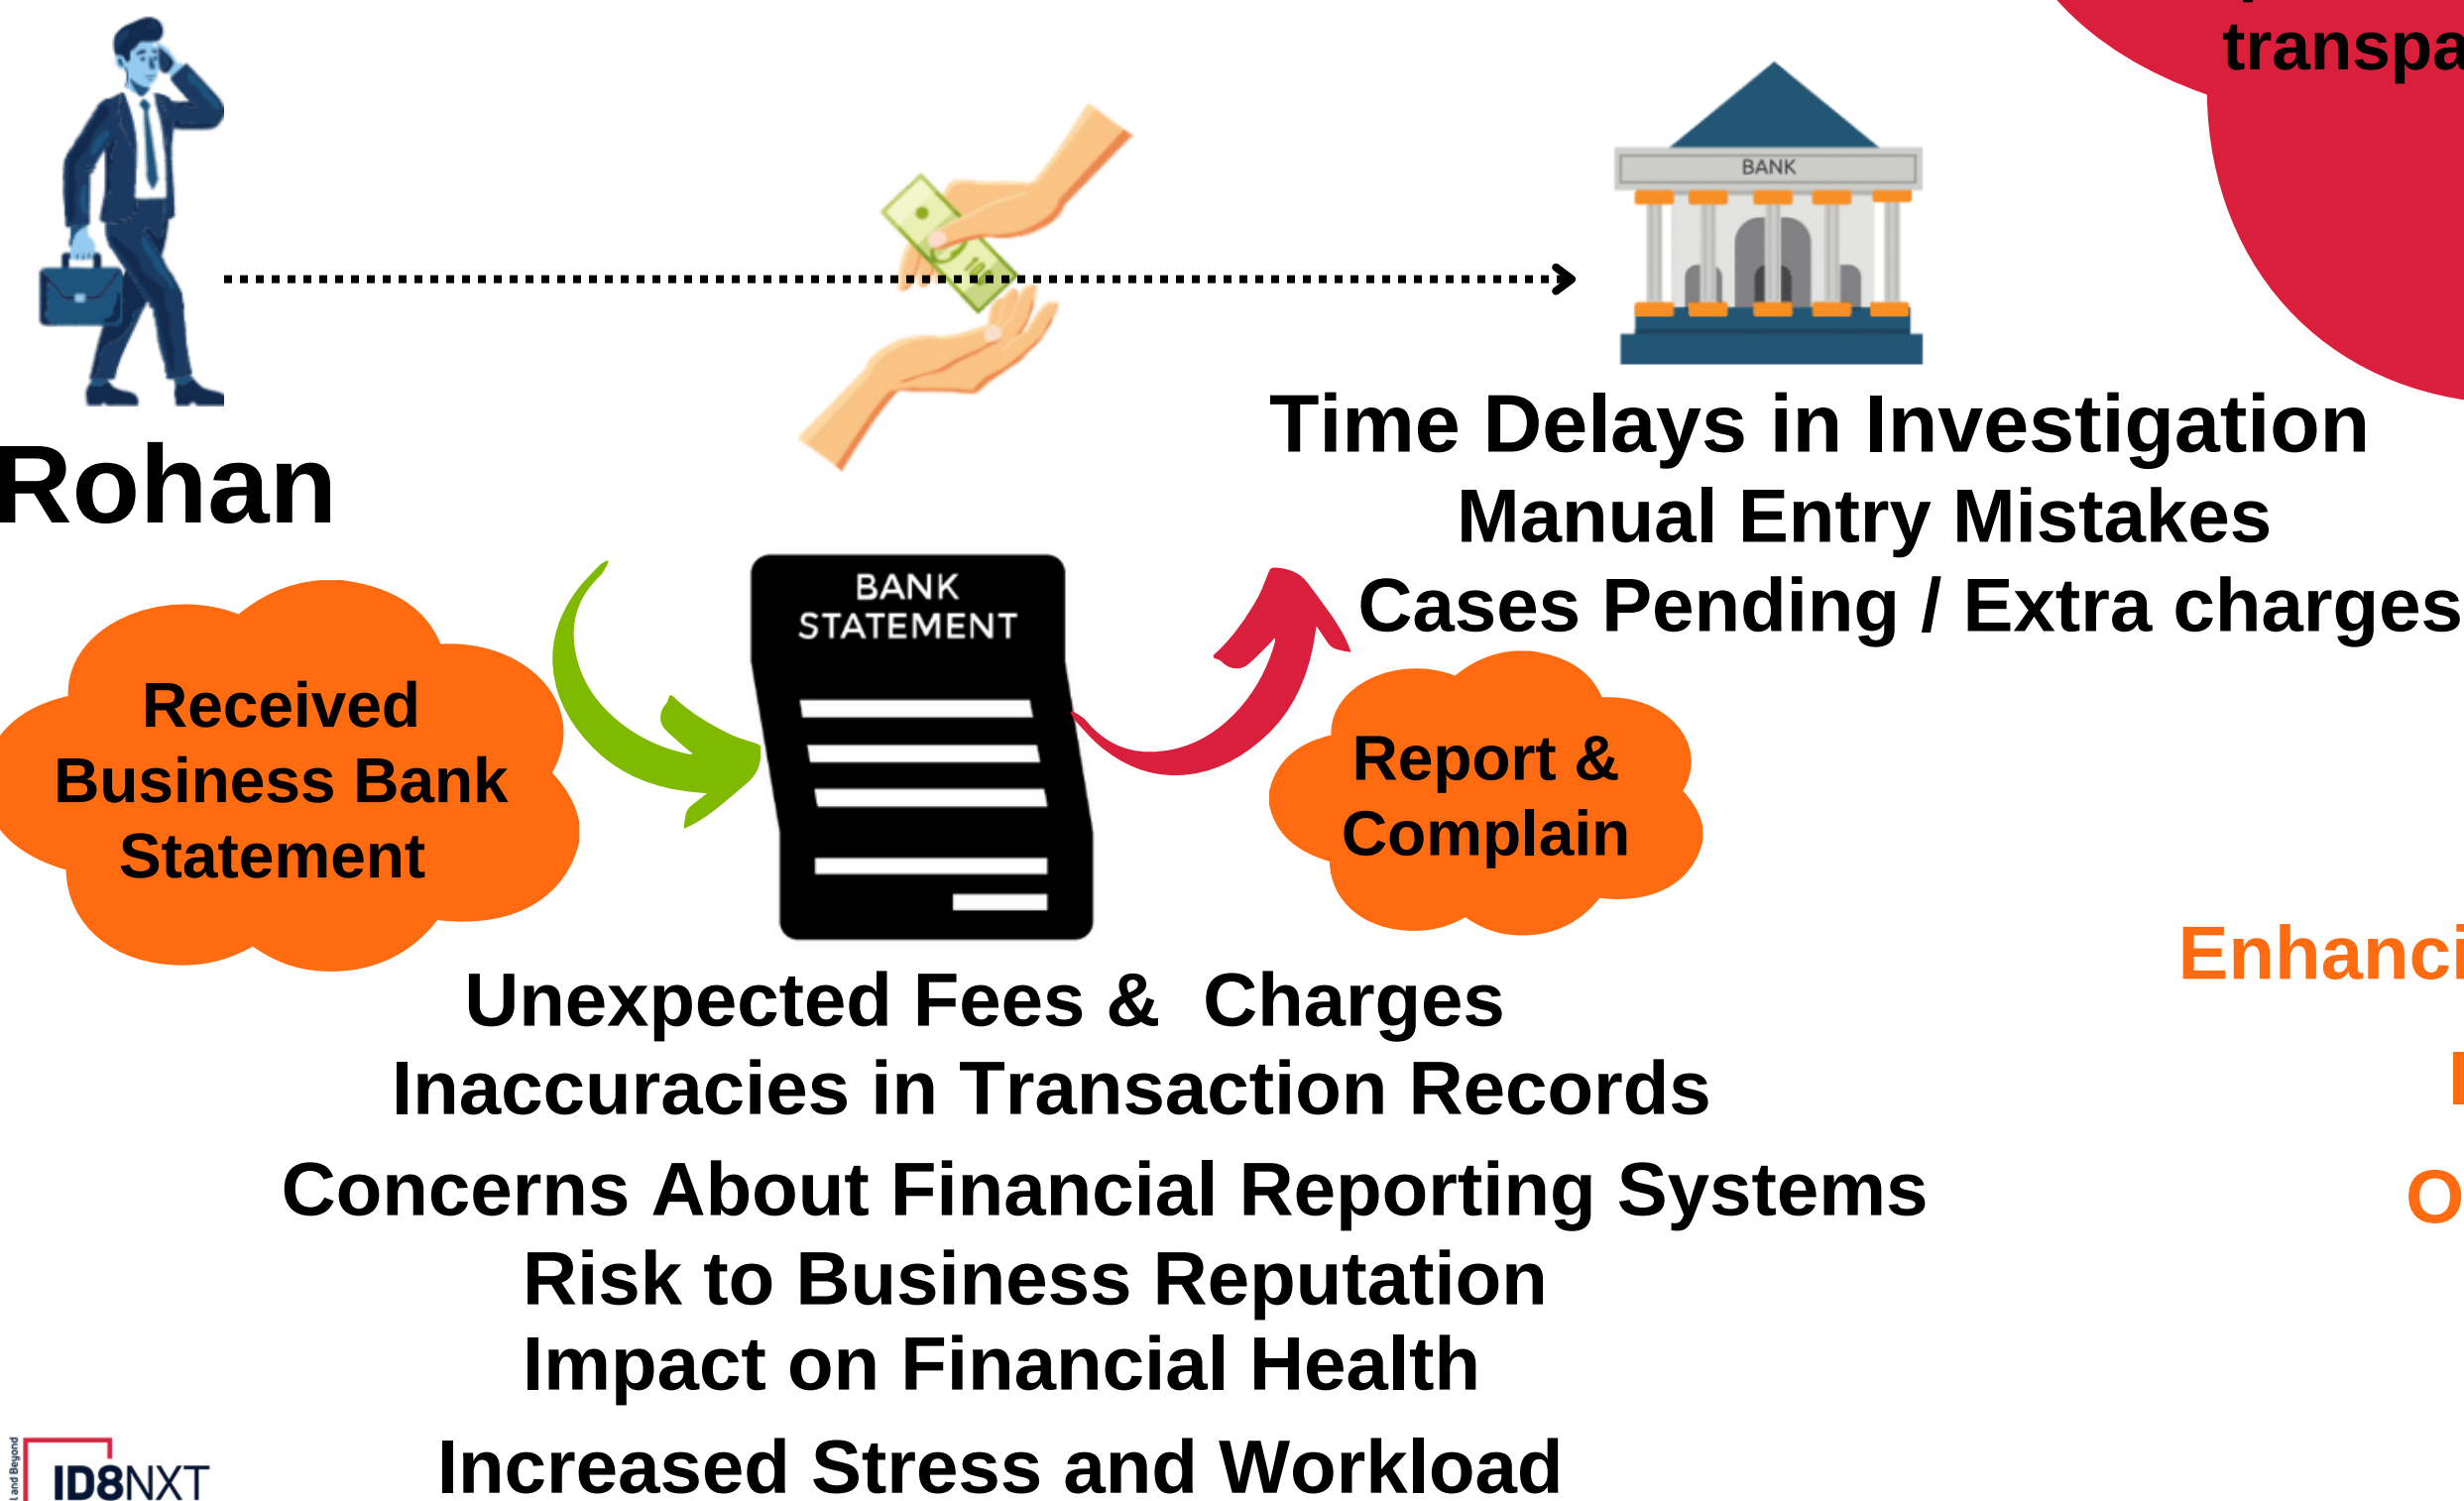 transpa
BANK
Time Delays in Investigation
Manual Entry Mistakes
Cases Pending / Extra charges
Rohan
BANK
STATEMENT
Received
Business Bank
Statement
Report &
Complain
Enhanci
Unexpected Fees & Charges
Inaccuracies in Transaction Records
Concerns About Financial Reporting Systems
O
Risk to Business Reputation
Impact on Financial Health
Increased Stress and Workload
and Beyond
ID8NXT